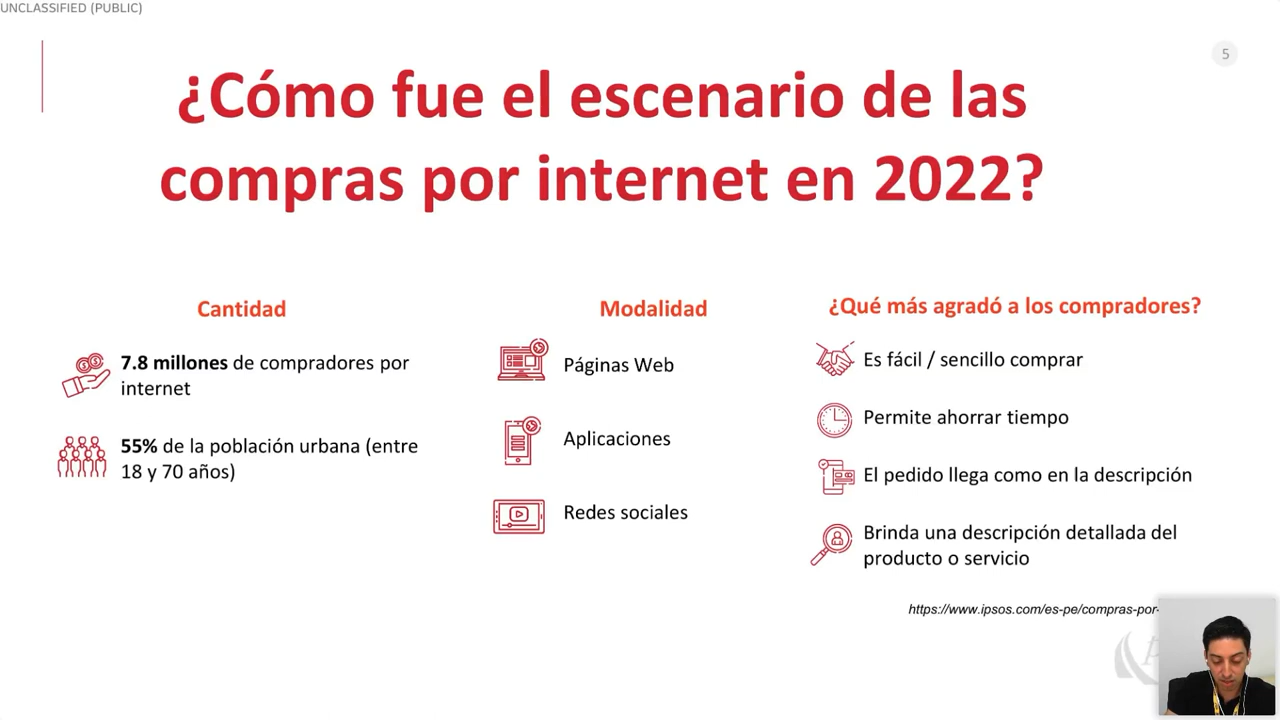 UNCLASSIFIED (PUBLIC)
5
¿Cómo fue el escenario de las
compras por internet en 2022?
Cantidad
7.8 millones de compradores por
internet
55% de la población urbana (entre
18 y 70 años)
Modalidad
Páginas Web
Aplicaciones
Redes sociales
¿Qué más agradó a los compradores?
Es fácil / sencillo comprar
Permite ahorrar tiempo
El pedido llega como en la descripción
Brinda una descripción detallada del
producto o servicio
https://www.ipsos.com/es-pe/compras-por-